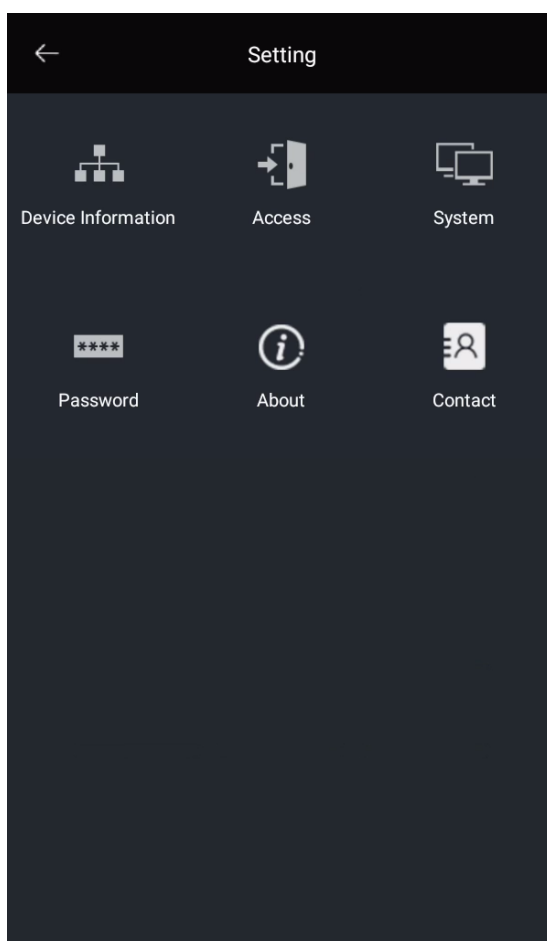 Setting
Device Information
Access
System
****
Password
About
Contact